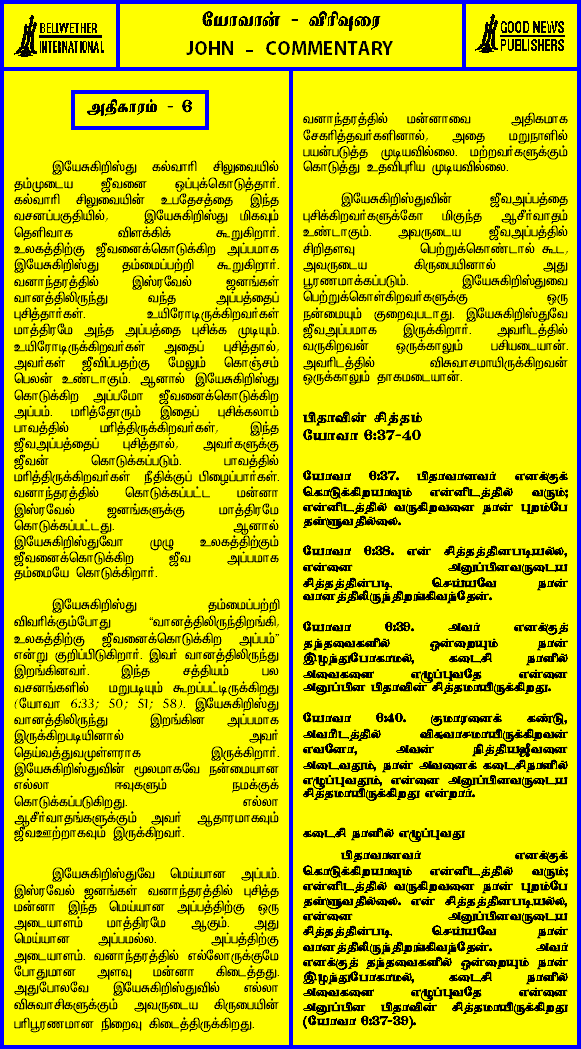 BELWETHER
INTERNATIONAL
யோவான் - விரிவுரை
JOHN - COMMENTARY
GOOD NEWS
PUBLISHERS
அதிகாரம் - 6
இயேசுகிறிஸ்து கல்வாரி சிலுவையில்
தம்முடைய ஜீவனை ஒப்புக்கொடுத்தார்.
கல்வாரி சிலுவையின் உபதேசத்தை இந்த
வசனப்பகுதியில், இயேசுகிறிஸ்து மிகவும்
தெளிவாக விளக்கிக் கூறுகிறார்.
உலகத்திற்கு ஜீவனைக்கொடுக்கிற அப்பமாக
இயேசுகிறிஸ்து தம்மைப்பற்றி கூறுகிறார்.
வனாந்தரத்தில் இஸ்ரவேல் ஜனங்கள்
வானத்திலிருந்து வந்த அப்பத்தைப்
புசித்தார்கள். உயிரோடிருக்கிறவர்கள்
மாத்திரமே அந்த அப்பத்தை புசிக்க முடியும்.
உயிரோடிருக்கிறவர்கள் அதைப் புசித்தால்,
அவர்கள் ஜீவிப்பதற்கு மேலும் கொஞ்சம்
பெலன் உண்டாகும். ஆனால் இயேசுகிறிஸ்து
கொடுக்கிற அப்பமோ ஜீவனைக்கொடுக்கிற
அப்பம். மரித்தோரும் இதைப் புசிக்கலாம்
பாவத்தில் மரித்திருக்கிறவர்கள், இந்த
ஜீவஅப்பத்தைப் புசித்தால், அவர்களுக்கு
ஜீவன் கொடுக்கப்படும். பாவத்தில்
மரித்திருக்கிறவர்கள் நீதிக்குப் பிழைப்பார்கள்.
வனாந்தரத்தில் கொடுக்கப்பட்ட மன்னா
இஸ்ரவேல் ஜனங்களுக்கு மாத்திரமே
கொடுக்கப்பட்டது. ஆனால்
இயேசுகிறிஸ்துவோ முழு உலகத்திற்கும்
ஜீவனைக்கொடுக்கிற ஜீவ அப்பமாக
தம்மையே கொடுக்கிறார்.
இயேசுகிறிஸ்து தம்மைப்பற்றி
விவரிக்கும்போது "வானத்திலிருந்திறங்கி,
உலகத்திற்கு ஜீவனைக்கொடுக்கிற அப்பம்"
என்று குறிப்பிடுகிறார். இவர் வானத்திலிருந்து
இறங்கினவர். இந்த சத்தியம் பல
வசனங்களில் மறுபடியும் கூறப்பட்டிருக்கிறது
(யோவா 6:33; 50; 51; 58). இயேசுகிறிஸ்து
வானத்திலிருந்து இறங்கின அப்பமாக
இருக்கிறபடியினால் அவர்
தெய்வத்துவமுள்ளராக இருக்கிறார்.
இயேசுகிறிஸ்துவின் மூலமாகவே நன்மையான
எல்லா ஈவுகளும் நமக்குக்
கொடுக்கப்படுகிறது. எல்லா
ஆசீர்வாதங்களுக்கும் அவர் ஆதாரமாகவும்
ஜீவஊற்றாகவும் இருக்கிறவர்.
இயேசுகிறிஸ்துவே மெய்யான அப்பம்.
இஸ்ரவேல் ஜனங்கள் வனாந்தரத்தில் புசித்த
மன்னா இந்த மெய்யான அப்பத்திற்கு ஒரு
அடையாளம் மாத்திரமே ஆகும். அது
மெய்யான அப்பமல்ல. அப்பத்திற்கு
அடையாளம். வனாந்தரத்தில் எல்லோருக்குமே
போதுமான அளவு மன்னா கிடைத்தது.
அதுபோலவே இயேசுகிறிஸ்துவில் எல்லா
விசுவாசிகளுக்கும் அவருடைய கிருபையின்
பரிபூரணமான நிறைவு கிடைத்திருக்கிறது.
வனாந்தரத்தில் மன்னாவை அதிகமாக
சேகரித்தவர்களினால், அதை மறுநாளில்
பயன்படுத்த முடியவில்லை. மற்றவர்களுக்கும்
கொடுத்து உதவிபுரிய முடியவில்லை.
இயேசுகிறிஸ்துவின் ஜீவஅப்பத்தை
புசிக்கிறவர்களுக்கோ மிகுந்த ஆசீர்வாதம்
உண்டாகும். அவருடைய ஜீவஅப்பத்தில்
சிறிதளவு பெற்றுக்கொண்டால் கூட,
அவருடைய கிருபையினால் அது
பூரணமாக்கப்படும். இயேசுகிறிஸ்துவை
பெற்றுக்கொள்கிறவர்களுக்கு ஒரு
நன்மையும் குறைவுபடாது. இயேசுகிறிஸ்துவே
ஜீவஅப்பமாக இருக்கிறார். அவரிடத்தில்
வருகிறவன் ஒருக்காலும் பசியடையான்.
அவரிடத்தில் விசுவாசமாயிருக்கிறவன்
ஒருக்காலும் தாகமடையான்.
பிதாவின் சித்தம்
யோவா 6:37-40
யோவா 6:37. பிதாவானவர் எனக்குக்
கொடுக்கிறயாவும் என்னிடத்தில் வரும்;
என்னிடத்தில் வருகிறவனை நான் புறம்பே
தள்ளுவதில்லை.
யோவா 6:38. என் சித்தத்தின்படியல்ல,
என்னை அனுப்பினவருடைய
சித்தத்தின்படி செய்யவே நான்
வானத்திலிருந்திறங்கிவந்தேன்.
யோவா 6:39. அவர் எனக்குத்
தந்தவைகளில் ஒன்றையும் நான்
இழந்துபோகாமல், கடைசி நாளில்
அவைகளை எழுப்புவதே என்னை
அனுப்பின பிதாவின் சித்தமாயிருக்கிறது.
யோவா 6:40. குமாரனைக் கண்டு,
அவரிடத்தில் விசுவாசமாயிருக்கிறவன்
எவனோ, அவன் நித்தியஜீவனை
அடைவதும், நான் அவனைக் கடைசிநாளில்
எழுப்புவதும், என்னை அனுப்பினவருடைய
சித்தமாயிருக்கிறது என்றார்.
கடைசி நாளில் எழுப்புவது
பிதாவானவர் எனக்குக்
கொடுக்கிறயாவும் என்னிடத்தில் வரும்;
என்னிடத்தில் வருகிறவனை நான் புறம்பே
தள்ளுவதில்லை. என் சித்தத்தின்படியல்ல,
என்னை அனுப்பினவருடைய
சித்தத்தின்படி செய்யவே நான்
வானத்திலிருந்திறங்கிவந்தேன். அவர்
எனக்குத் தந்தவைகளில் ஒன்றையும் நான்
இழந்துபோகாமல், கடைசி நாளில்
அவைகளை எழுப்புவதே என்னை
அனுப்பின பிதாவின் சித்தமாயிருக்கிறது
(யோவா 6:37-39).